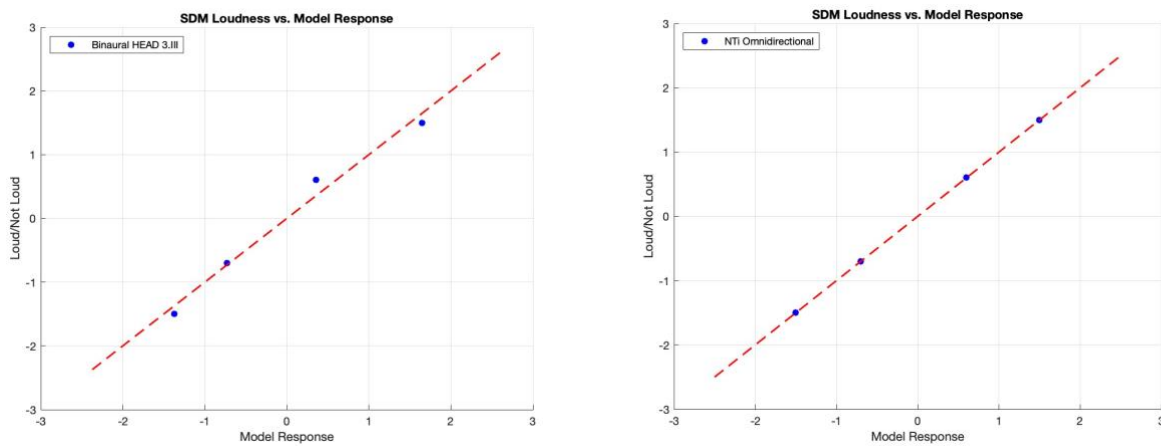 SDM Loudness vs. Model Response
Binaural HEAD 3.III
Loud/Not Loud
3
2
1
0
-1
-2
-3
-3 -2 -1 0 1 2 3
Model Response
SDM Loudness vs. Model Response
NTi Omnidirectional
Loud/Not Loud
3
2
1
0
-1
-2
-3
-3 -2 -1 0 1 2 3
Model Response